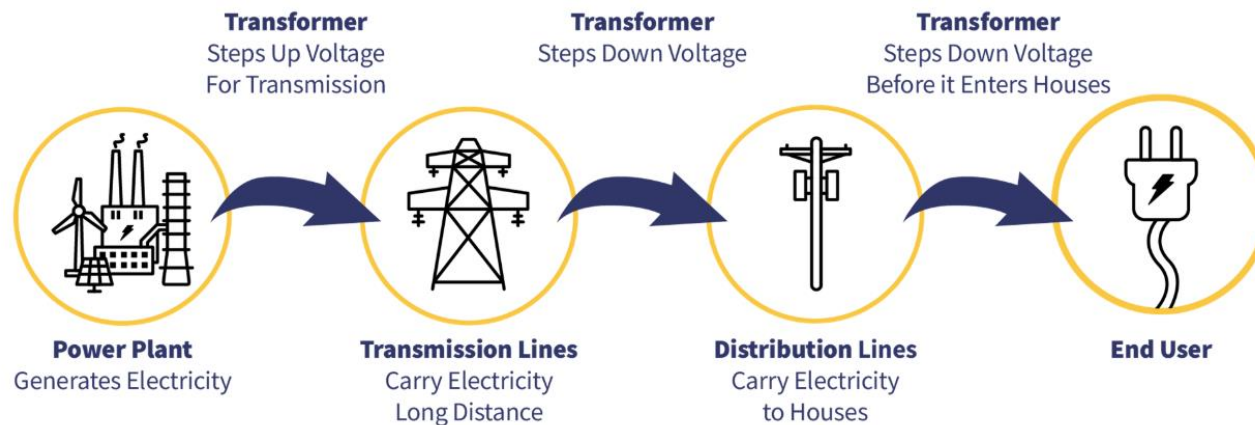 Transformer
Steps Up Voltage
For Transmission
Transformer
Steps Down Voltage
Transformer
Steps Down Voltage
Before it Enters Houses
Power Plant
Generates Electricity
Transmission Lines
Carry Electricity
Long Distance
Distribution Lines
Carry Electricity
to Houses
End User